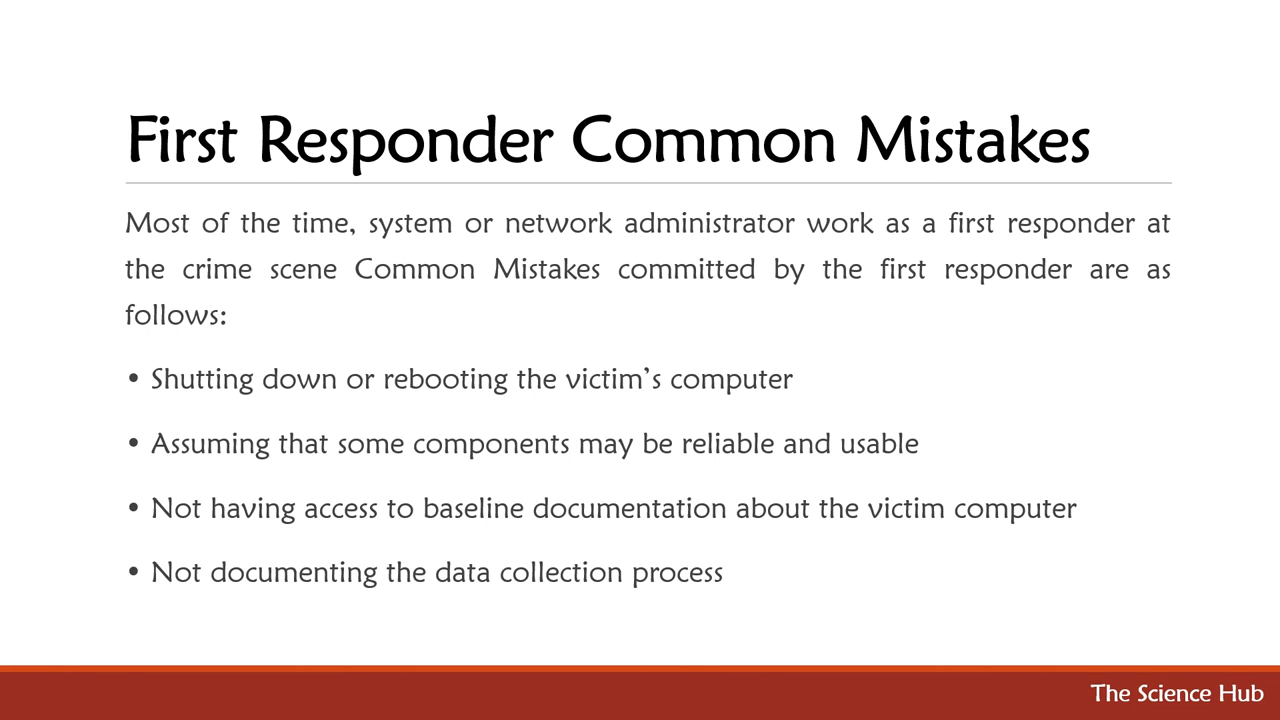 First Responder Common Mistakes
Most of the time, system or network administrator work as a first responder at
the crime scene Common Mistakes committed by the first responder are as
follows:
• Shutting down or rebooting the victim's computer
• Assuming that some components may be reliable and usable
• Not having access to baseline documentation about the victim computer
• Not documenting the data collection process
The Science Hub